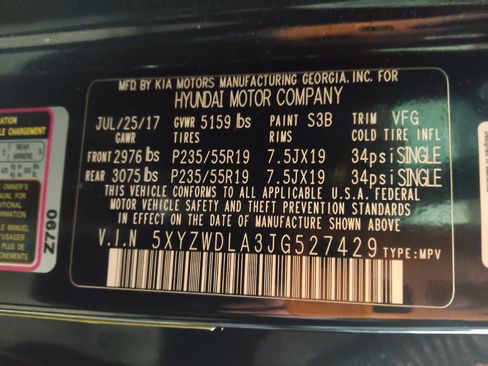 MFD. BY KIA MOTORS MANUFACTURING GEORGIA, INC. FOR
HYUNDAI MOTOR COMPANY
JUL/25/17 GVWR 5159 lbs PAINT S3B TRIM VFG
GAWR TIRES RIMS COLD TIRE INFL
FRONT 2976 lbs P235/55R19 7.5JX19 34psi SINGLE
REAR 3075 lbs P235/55R19 7.5JX19 34psi SINGLE
THIS VEHICLE CONFORMS TO ALL APPLICABLE U.S.A. FEDERAL
MOTOR VEHICLE SAFETY AND THEFT PREVENTION STANDARDS
IN EFFECT ON THE DATE OF MANUFACTURE SHOWN ABOVE.
V.I.N 5XYZWDLA3JG527429 TYPE: MPV
REAR
ARRIERE
Z790